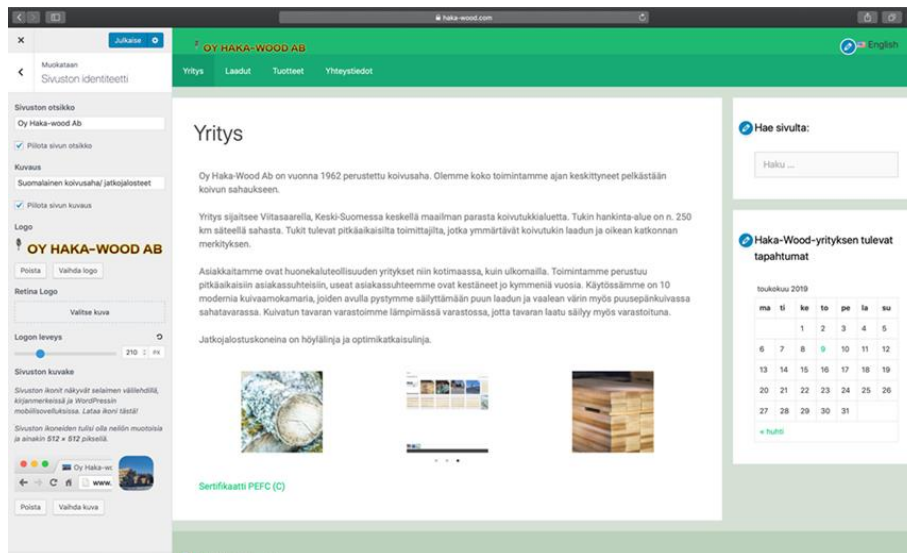 haka-wood.com
Julkaise
Muokataan
Sivuston identiteetti
Sivuston otsikko
Oy Haka-wood Ab
Piilota sivun otsikko
Kuvaus
Suomalainen koivusaha/ jatkojalosteet
Piilota sivun kuvaus
Logo
OY HAKA-WOOD AB
Poista
Vaihda logo
Retina Logo
Valitse kuva
Logon leveys
210
PX
Sivuston kuvake
Sivuston ikonit näkyvät selaimen välilehdillä,
kirjanmerkeissä ja WordPressin
mobiilisovelluksissa. Lataa ikoni tästä!
Sivuston ikoneiden tulisi olla neliön muotoisia
ja ainakin 512 × 512 pikseliä.
Oy Haka-wo
www.
Poista
Vaihda kuva
OY HAKA-WOOD AB
English
Yritys
Laadut
Tuotteet
Yhteystiedot
Yritys
Oy Haka-Wood Ab on vuonna 1962 perustettu koivusaha. Olemme koko toimintamme ajan keskittyneet pelkästään
koivun sahaukseen.
Yritys sijaitsee Viitasaarella, Keski-Suomessa keskellä maailman parasta koivutukkialuetta. Tukin hankinta-alue on n. 250
km säteellä sahasta. Tukit tulevat pitkäaikaisilta toimittajilta, jotka ymmärtävät koivutukin laadun ja oikean katkonnan
merkityksen.
Asiakkaitamme ovat huonekaluteollisuuden yritykset niin kotimaassa, kuin ulkomailla. Toimintamme perustuu
pitkäaikaisiin asiakassuhteisiin, useat asiakassuhteemme ovat kestäneet jo kymmeniä vuosia. Käytössämme on 10
modernia kuivaamokamaria, joiden avulla pystymme säilyttämään puun laadun ja vaalean värin myös puusepänkuivassa
sahatavarassa. Kuivatun tavaran varastoimme lämpimässä varastossa, jotta tavaran laatu säilyy myös varastoituna.
Jatkojalostuskoneina on höylälinja ja optimikatkaisulinja.
Sertifikaatti PEFC (C)
Hae sivulta:
Haku ...
Haka-Wood-yrityksen tulevat
tapahtumat
toukokuu 2019
ma ti ke to pe la su
1 2 3 4 5
6 7 8 9 10 11 12
13 14 15 16 17 18 19
20 21 22 23 24 25 26
27 28 29 30 31
« huhti